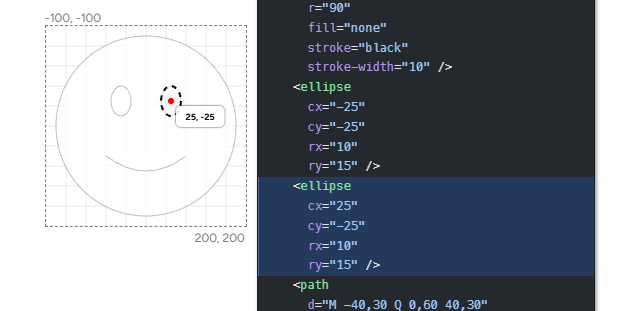 -100, -100
25, -25
200, 200
r="90"
fill="none"
stroke="black"
stroke-width="10" />
<ellipse
cx="-25"
cy="-25"
rx="10"
ry="15" />
<ellipse
cx="25"
cy="-25"
rx="10"
ry="15" />
<path
d="M -40,30 Q 0,60 40,30"